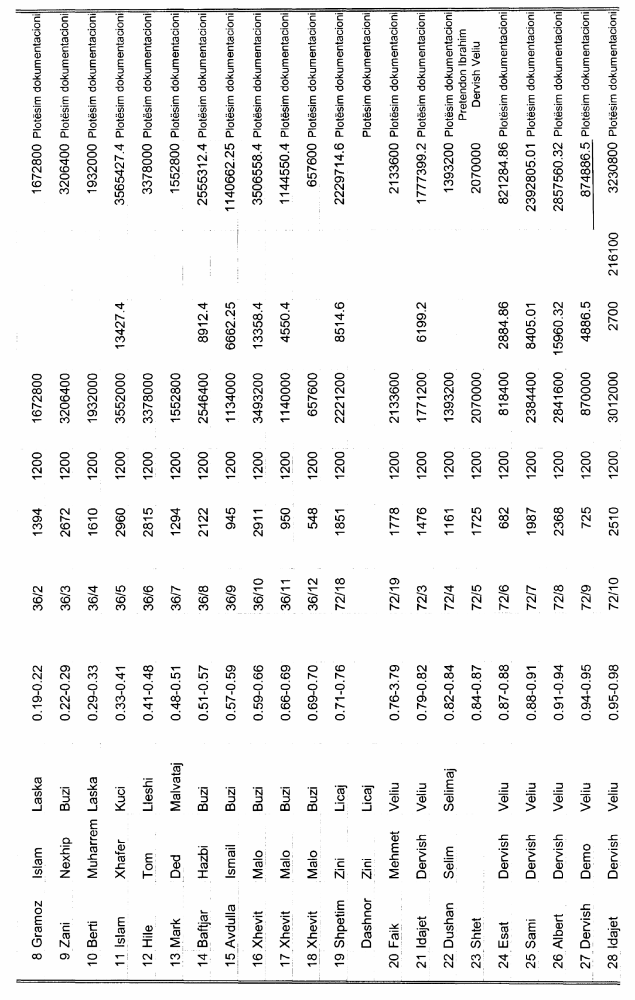 8 Gramoz Islam Laska 0.19-0.22 36/2 1394 1200 1672800 1672800 Plotësim dokumentacioni
9 Zani Nexhip Buzi 0.22-0.29 36/3 2672 1200 3206400 3206400 Plotësim dokumentacioni
10 Berti Muharrem Laska 0.29-0.33 36/4 1610 1200 1932000 1932000 Plotësim dokumentacioni
11 Islam Xhafer Kuci 0.33-0.41 36/5 2960 1200 3552000 13427.4 3565427.4 Plotësim dokumentacioni
12 Hile Tom Lleshi 0.41-0.48 36/6 2815 1200 3378000 3378000 Plotësim dokumentacioni
13 Mark Ded Malvataj 0.48-0.51 36/7 1294 1200 1552800 1552800 Plotësim dokumentacioni
14 Baftjar Hazbi Buzi 0.51-0.57 36/8 2122 1200 2546400 8912.4 2555312.4 Plotësim dokumentacioni
15 Avdulla Ismail Buzi 0.57-0.59 36/9 945 1200 1134000 6662.25 1140662.25 Plotësim dokumentacioni
16 Xhevit Malo Buzi 0.59-0.66 36/10 2911 1200 3493200 13358.4 3506558.4 Plotësim dokumentacioni
17 Xhevit Malo Buzi 0.66-0.69 36/11 950 1200 1140000 4550.4 1144550.4 Plotësim dokumentacioni
18 Xhevit Malo Buzi 0.69-0.70 36/12 548 1200 657600 657600 Plotësim dokumentacioni
19 Shpetim Zini Licaj 0.71-0.76 72/18 1851 1200 2221200 8514.6 2229714.6 Plotësim dokumentacioni
Dashnor Zini Licaj Plotësim dokumentacioni
20 Faik Mehmet Veliu 0.76-3.79 72/19 1778 1200 2133600 2133600 Plotësim dokumentacioni
21 Idajet Dervish Veliu 0.79-0.82 72/3 1476 1200 1771200 6199.2 1777399.2 Plotësim dokumentacioni
22 Dushan Selim Selimaj 0.82-0.84 72/4 1161 1200 1393200 1393200 Plotësim dokumentacioni
Pretendon Ibrahim
23 Shtet 0.84-0.87 72/5 1725 1200 2070000 2070000 Dervish Veliu
24 Esat Dervish Veliu 0.87-0.88 72/6 682 1200 818400 2884.86 821284.86 Plotësim dokumentacioni
25 Sami Dervish Veliu 0.88-0.91 72/7 1987 1200 2384400 8405.01 2392805.01 Plotësim dokumentacioni
26 Albert Dervish Veliu 0.91-0.94 72/8 2368 1200 2841600 15960.32 2857560.32 Plotësim dokumentacioni
27 Dervish Demo Veliu 0.94-0.95 72/9 725 1200 870000 4886.5 874886.5 Plotësim dokumentacioni
28 Idajet Dervish Veliu 0.95-0.98 72/10 2510 1200 3012000 2700 216100 3230800 Plotësim dokumentacioni